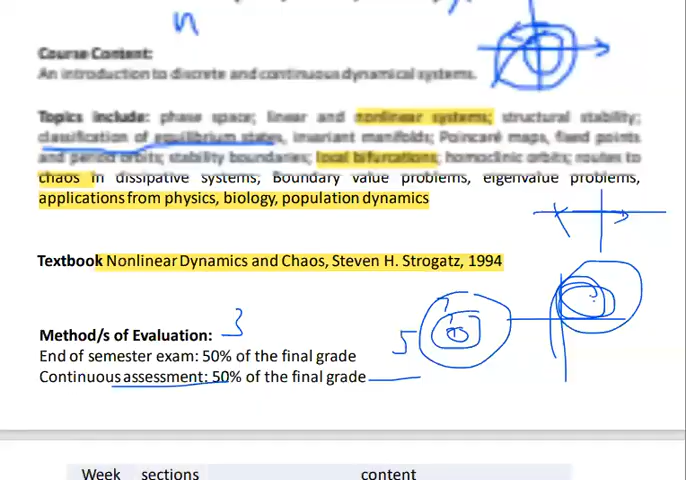 n
Course Content:
An introduction to discrete and continuous dynamical systems.
Topics include: phase space; linear and nonlinear systems; structural stability;
classification of equilibrium states, invariant manifolds; Poincaré maps, fixed points
and period orbits; stability boundaries; local bifurcations; homoclinic orbits; routes to
chaos in dissipative systems; Boundary value problems, eigenvalue problems,
applications from physics, biology, population dynamics
Textbook Nonlinear Dynamics and Chaos, Steven H. Strogatz, 1994
Method/s of Evaluation: 3
End of semester exam: 50% of the final grade
5
Continuous assessment: 50% of the final grade
Week sections content